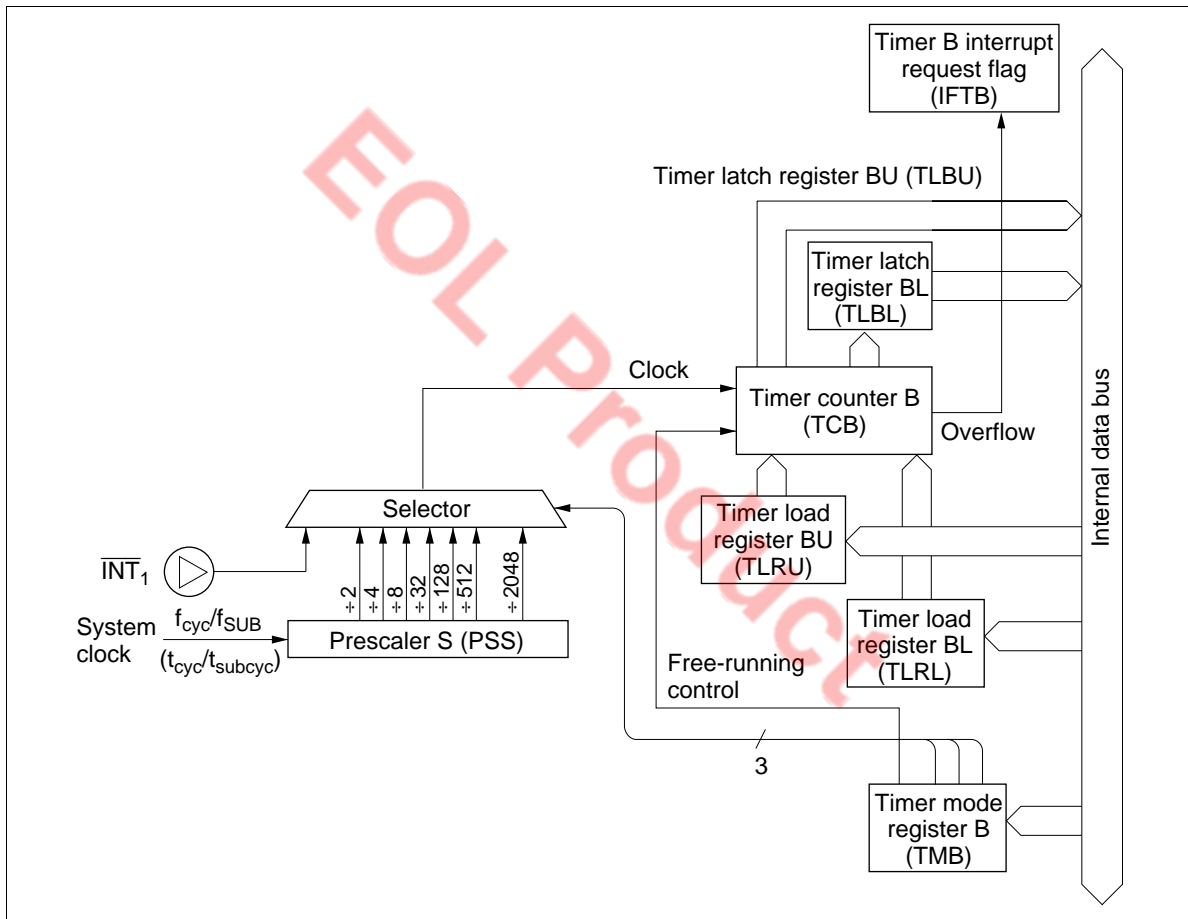 Timer B interrupt
request flag
(IFTB)
Timer latch register BU (TLBU)
Timer latch
register BL
(TLBL)
Clock
Timer counter B
(TCB)
Overflow
Internal data bus
Selector
Timer load
register BU
(TLRU)
INT1
÷2
÷4
÷8
÷32
÷128
÷512
÷2048
System
clock
fcyc/fSUB
(tcyc/tsubcyc)
Prescaler S (PSS)
Timer load
register BL
(TLRL)
Free-running
control
3
Timer mode
register B
(TMB)
EOL Product